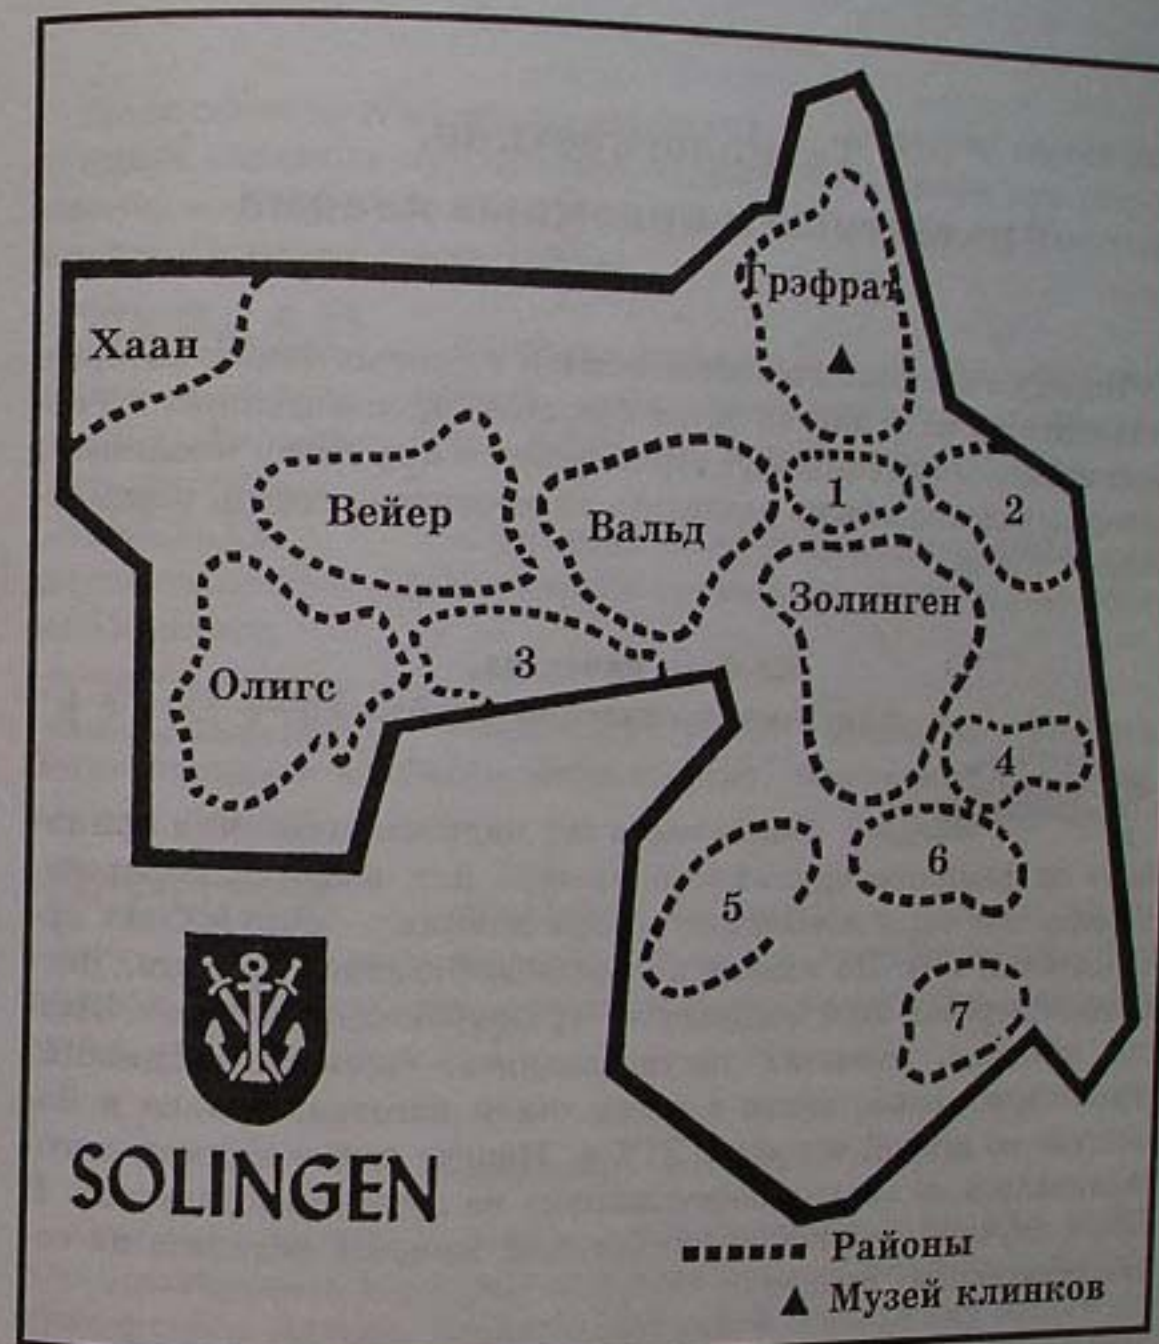 Грэфрат
Хаан
1
2
Вейер
Вальд
Золинген
3
Олигс
4
6
5
7
SOLINGEN
Районы
Музей клинков